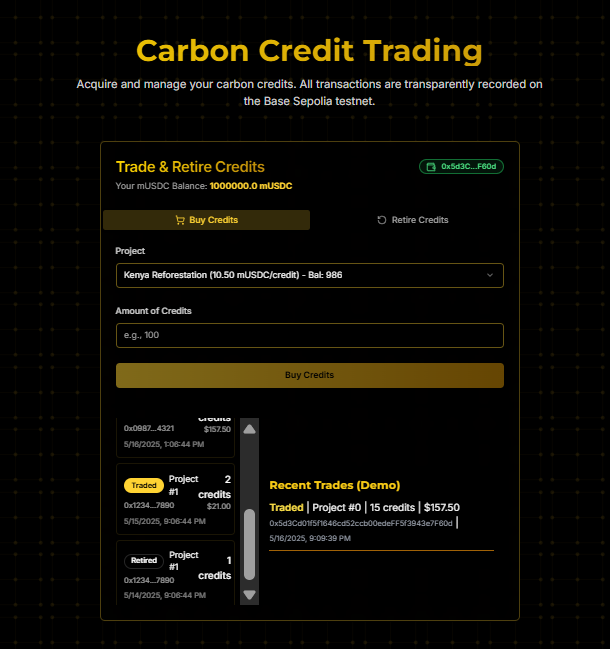 Carbon Credit Trading
Acquire and manage your carbon credits. All transactions are transparently recorded on
the Base Sepolia testnet.
Trade & Retire Credits
0x5d3C...F60d
Your mUSDC Balance: 1000000.0 mUSDC
Buy Credits
Retire Credits
Project
Kenya Reforestation (10.50 mUSDC/credit) - Bal: 986
Amount of Credits
e.g., 100
Buy Credits
credits
0x0987...4321
$157.50
5/16/2025, 1:06:44 PM
Traded
Project
#1
2
credits
0x1234...7890
$21.00
5/15/2025, 9:06:44 PM
Retired
Project
#1
1
credits
0x1234...7890
5/14/2025, 9:06:44 PM
Recent Trades (Demo)
Traded | Project #0 | 15 credits | $157.50
0x5d3Cd01f5f1646cd52ccb00edeFF5f3943e7F60d |
5/16/2025, 9:09:39 PM